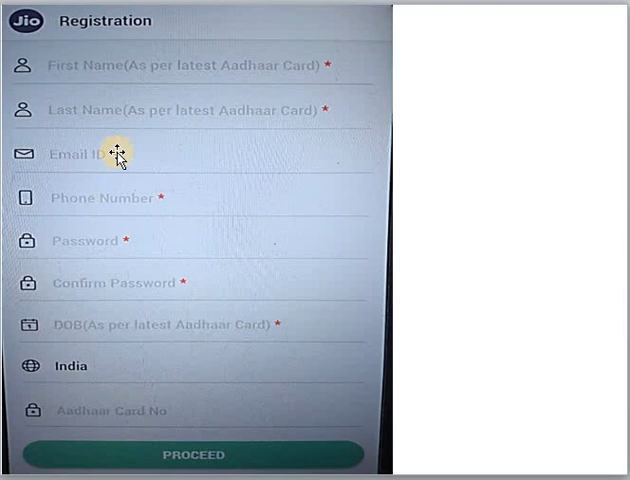 Jio Registration
First Name(As per latest Aadhaar Card) *
Last Name(As per latest Aadhaar Card) *
Email ID
Phone Number *
Password *
Confirm Password *
DOB(As per latest Aadhaar Card) *
India
Aadhaar Card No
PROCEED